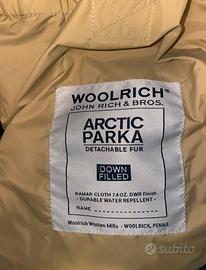 WOOLRICH®
JOHN RICH & BROS.
ARCTIC
PARKA
DETACHABLE FUR
DOWN
FILLED
RAMAR CLOTH 7.4 OZ. DWR Finish
- DURABLE WATER REPELLENT -
NAME
Woolrich Woolen Mills - WOOLRICH, PENNA
subito